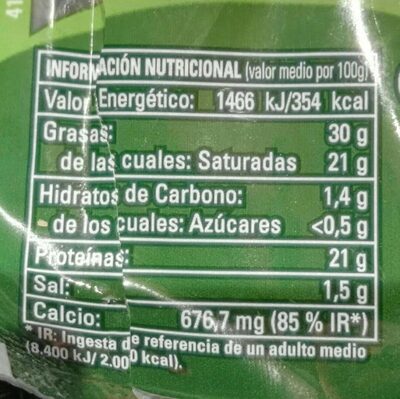 41
INFORMACIÓN NUTRICIONAL (valor medio por 100g)
Valor Energético: 1466 kJ/354 kcal
Grasas: 30 g
de las cuales: Saturadas 21 g
Hidratos de Carbono: 1,4 g
de los cuales: Azúcares <0,5 g
Proteínas: 21 g
Sal: 1,5 g
Calcio: 676,7 mg (85 % IR*)
* IR: Ingesta de referencia de un adulto medio
(8.400 kJ/ 2.000 kcal).